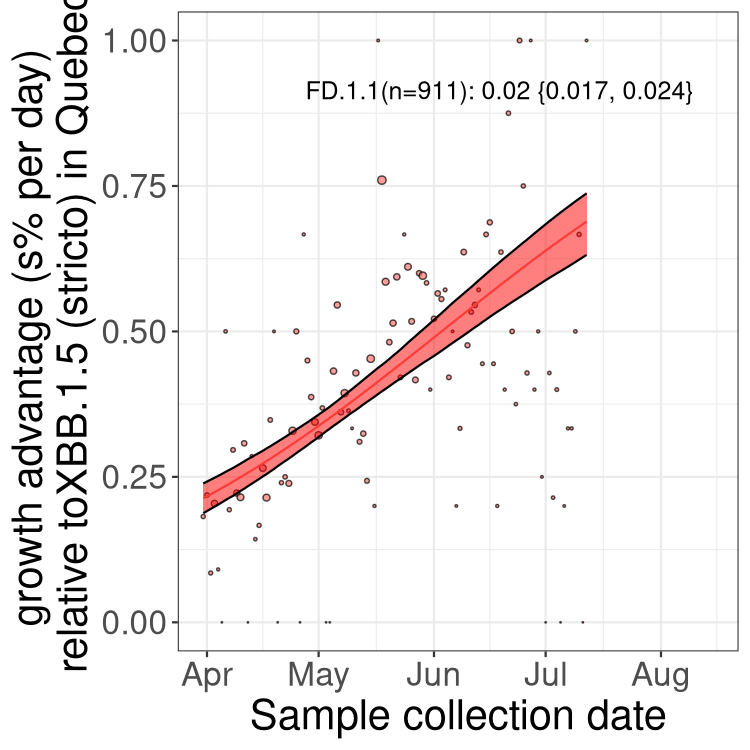 growth advantage (s% per day)
relative toXBB.1.5 (stricto) in Quebec
1.00
0.75
0.50
0.25
0.00
FD.1.1(n=911): 0.02 {0.017, 0.024}
Apr May Jun Jul Aug
Sample collection date